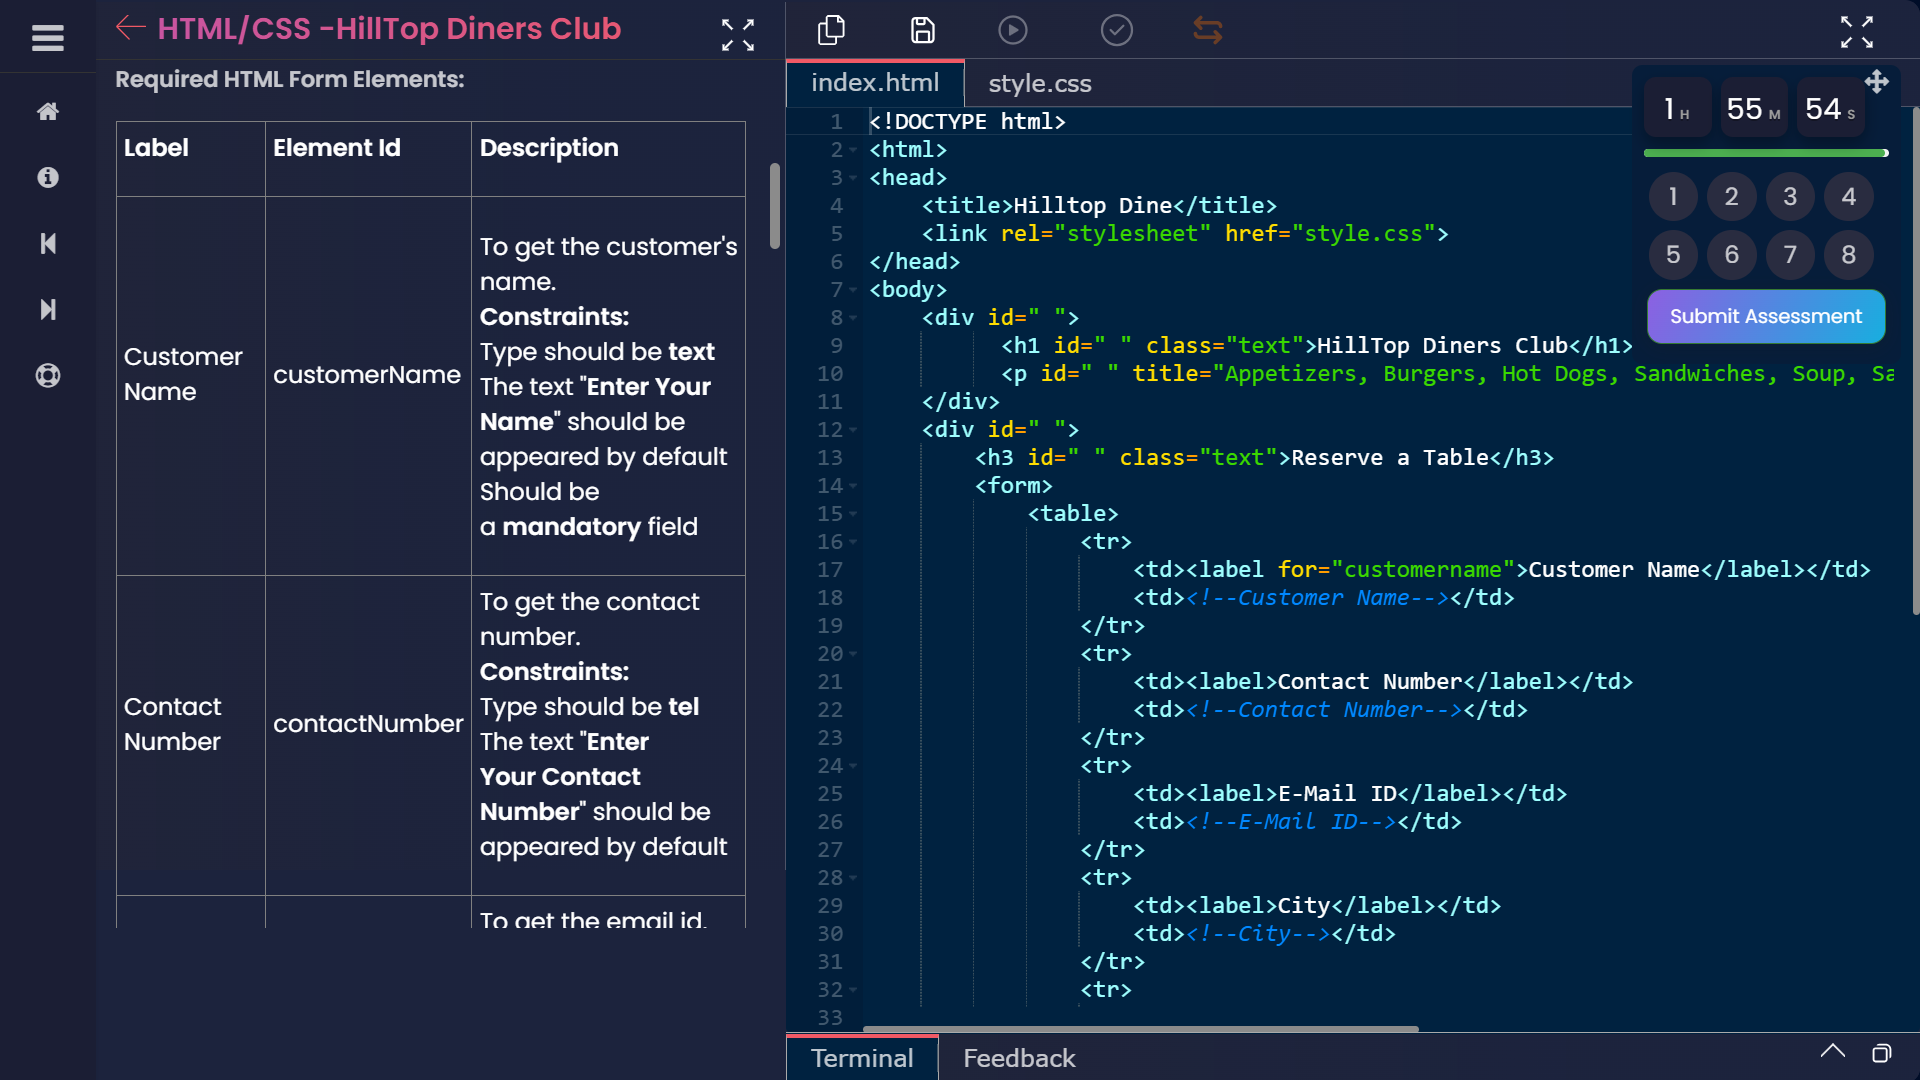 HTML/CSS -HillTop Diners Club
Required HTML Form Elements:
Label Element Id Description
Customer Name
customerName
To get the customer's
name.
Constraints:
Type should be text
The text "Enter Your
Name" should be
appeared by default
Should be
a mandatory field
Contact
Number
contactNumber
To get the contact
number.
Constraints:
Type should be tel
The text "Enter
Your Contact
Number" should be
appeared by default
To get the email id.
index.html style.css
1 <!DOCTYPE html>
2 <html>
3 <head>
4 <title>Hilltop Dine</title>
5 <link rel="stylesheet" href="style.css">
6 </head>
7 <body>
8 <div id=" ">
9 <h1 id=" " class="text">HillTop Diners Club</h1>
10 <p id=" " title="Appetizers, Burgers, Hot Dogs, Sandwiches, Soup, Sa
11 </div>
12 <div id=" ">
13 <h3 id=" " class="text">Reserve a Table</h3>
14 <form>
15 <table>
16 <tr>
17 <td><label for="customername">Customer Name</label></td>
18 <td><!--Customer Name--></td>
19 </tr>
20 <tr>
21 <td><label>Contact Number</label></td>
22 <td><!--Contact Number--></td>
23 </tr>
24 <tr>
25 <td><label>E-Mail ID</label></td>
26 <td><!--E-Mail ID--></td>
27 </tr>
28 <tr>
29 <td><label>City</label></td>
30 <td><!--City--></td>
31 </tr>
32 <tr>
33
1 H 55 M 54 S
1 2 3 4
5 6 7 8
Submit Assessment
Terminal Feedback